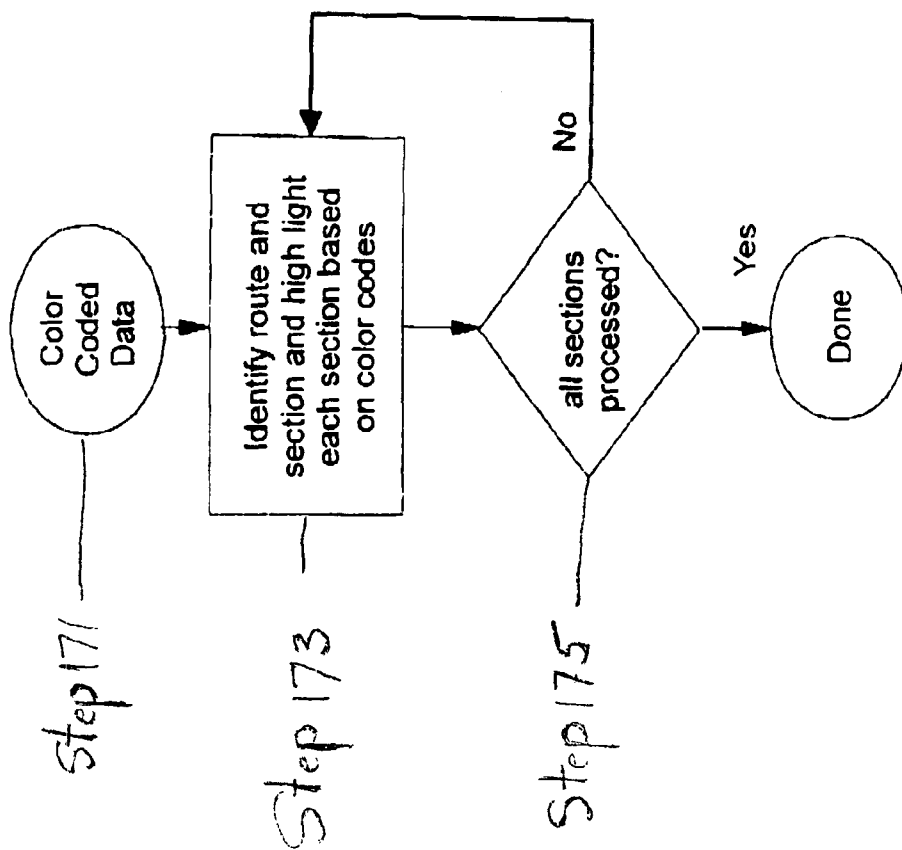 Step 171
Color
Coded
Data
Step 173
Identify route and
section and high light
each section based
on color codes
Step 175
all sections
processed?
No
Yes
Done